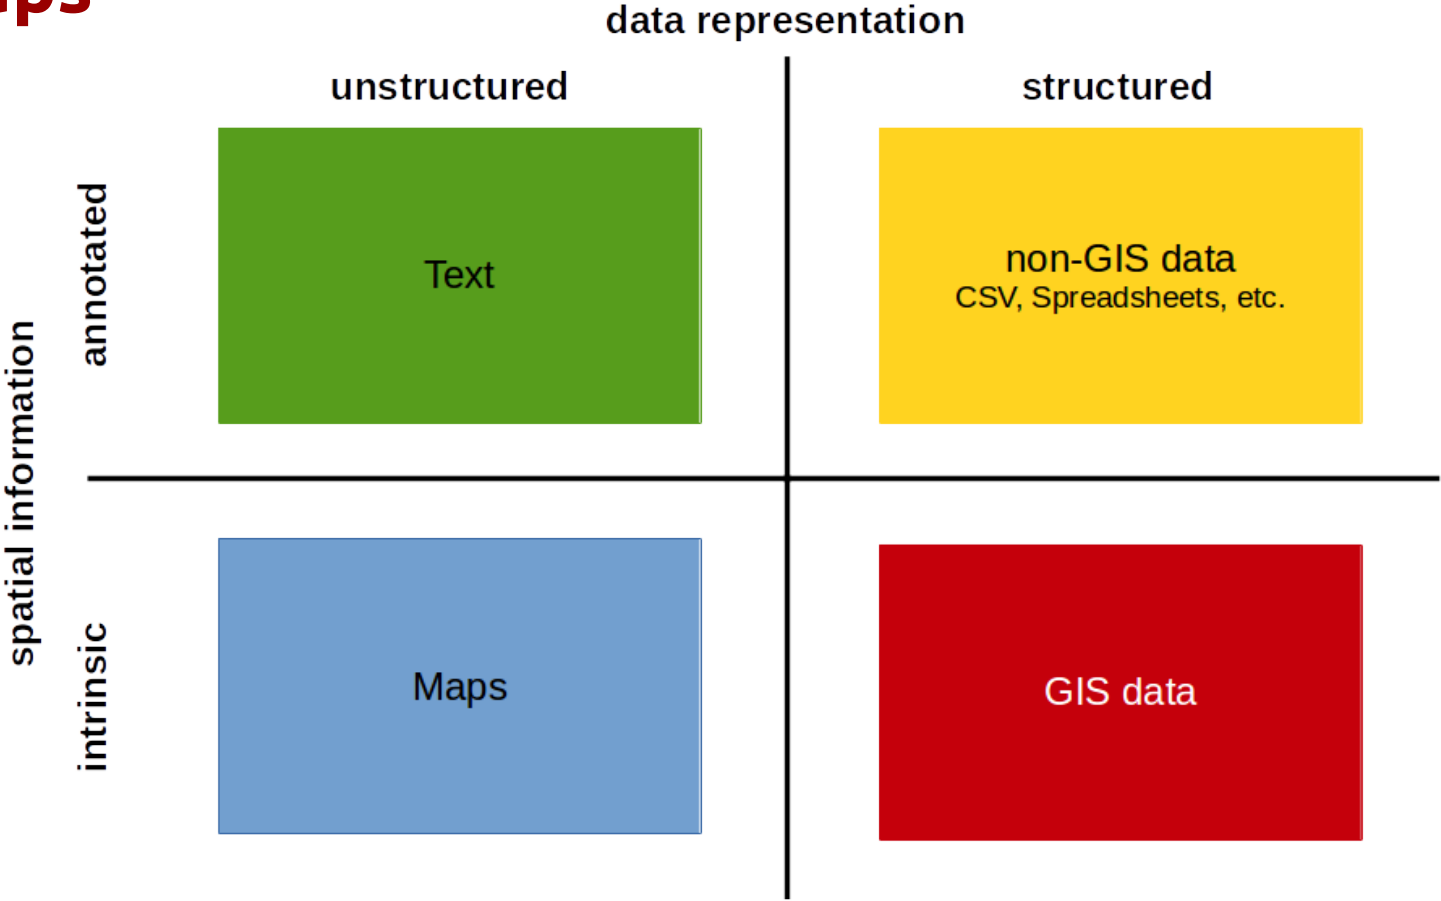 data representation
unstructured
structured
spatial information
annotated
Text
non-GIS data
CSV, Spreadsheets, etc.
intrinsic
Maps
GIS data